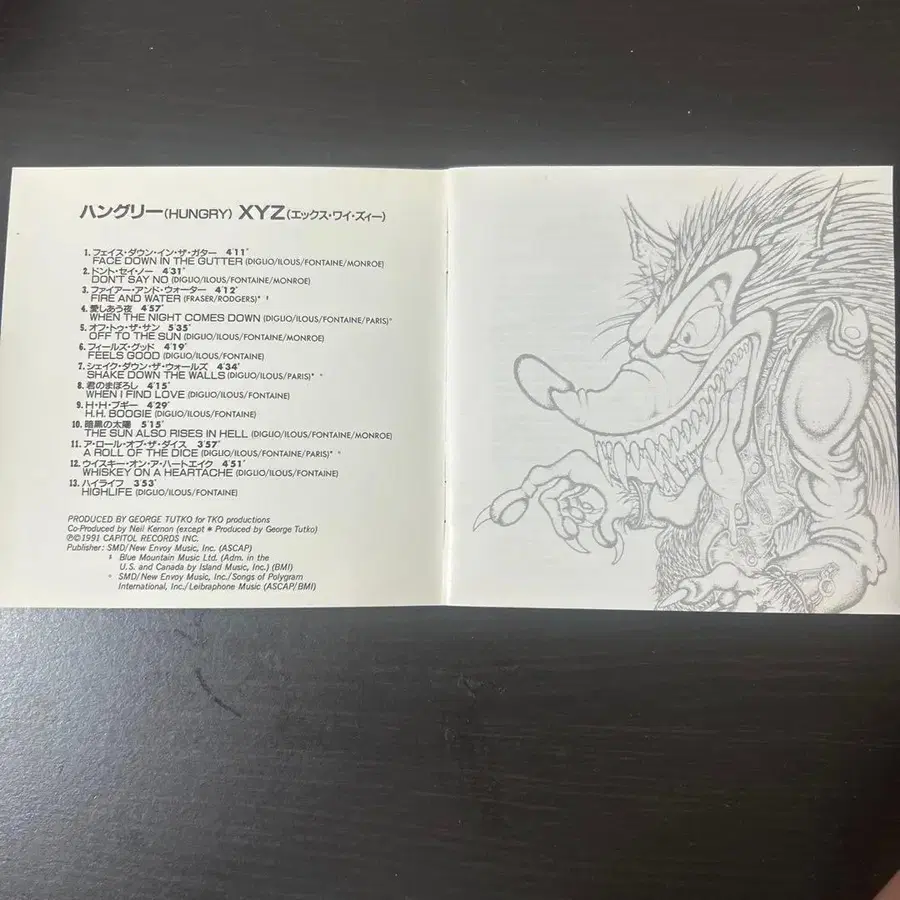 ハングリー(HUNGRY) XYZ(エックス・ワイ・ズィー)
1. フェイス・ダウン・イン・ザ・ガター 4'11"
FACE DOWN IN THE GUTTER (DIGLIO/ILOUS/FONTAINE/MONROE)
2. ドント・セイ・ノー 4'31"
DON'T SAY NO (DIGLIO/ILOUS/FONTAINE/MONROE)
3. ファイアー・アンド・ウォーター 4'12"
FIRE AND WATER (FRASER/RODGERS)* ‡
4. 愛しあう夜 4'57"
WHEN THE NIGHT COMES DOWN (DIGLIO/ILOUS/FONTAINE/PARIS)°
5. オフ・トゥ・ザ・サン 5'35"
OFF TO THE SUN (DIGLIO/ILOUS/FONTAINE/MONROE)
6. フィールズ・グッド 4'19"
FEELS GOOD (DIGLIO/ILOUS/FONTAINE)
7. シェイク・ダウン・ザ・ウォールズ 4'34"
SHAKE DOWN THE WALLS (DIGLIO/ILOUS/PARIS)* °
8. 君のまぼろし 4'15"
WHEN I FIND LOVE (DIGLIO/ILOUS/FONTAINE)
9. H・H・ブギー 4'29"
H.H. BOOGIE (DIGLIO/ILOUS/FONTAINE)
10. 暗黒の太陽 5'15"
THE SUN ALSO RISES IN HELL (DIGLIO/ILOUS/FONTAINE/MONROE)
11. ア・ロール・オブ・ザ・ダイス 3'57"
A ROLL OF THE DICE (DIGLIO/ILOUS/FONTAINE/PARIS)* °
12. ウイスキー・オン・ア・ハートエイク 4'51"
WHISKEY ON A HEARTACHE (DIGLIO/ILOUS/FONTAINE)
13. ハイライフ 3'53"
HIGHLIFE (DIGLIO/ILOUS/FONTAINE)
PRODUCED BY GEORGE TUTKO for TKO productions
Co-Produced by Neil Kernon (except * Produced by George Tutko)
℗©1991 CAPITOL RECORDS INC.
Publisher: SMD/New Envoy Music, Inc. (ASCAP)
‡ Blue Mountain Music Ltd. (Adm. in the
U.S. and Canada by Island Music, Inc.) (BMI)
° SMD/New Envoy Music, Inc./Songs of Polygram
International, Inc./Leibraphone Music (ASCAP/BMI)